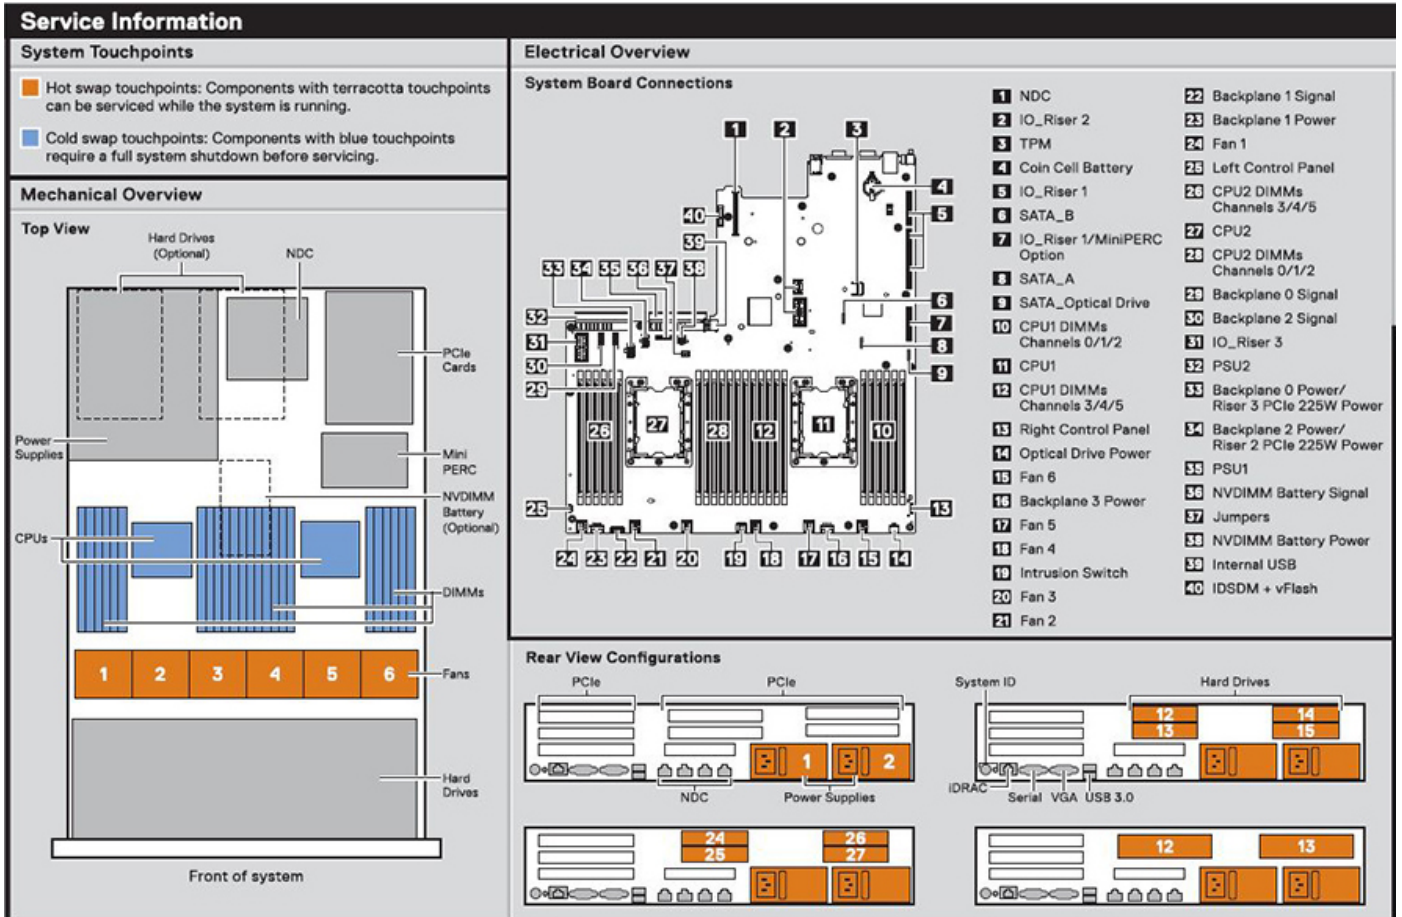 Service Information
System Touchpoints
Hot swap touchpoints: Components with terracotta touchpoints
can be serviced while the system is running.
Cold swap touchpoints: Components with blue touchpoints
require a full system shutdown before servicing.
Mechanical Overview
Top View
Hard Drives
(Optional)
NDC
PCIe
Cards
Power
Supplies
Mini
PERC
NVDIMM
Battery
(Optional)
CPUs
DIMMs
1 2 3 4 5 6
Fans
Hard
Drives
Front of system
Electrical Overview
System Board Connections
1 2 3
4
40 5
39
33 34 35 36 37 38
6
32
31 7
30 8
29 9
26 27 28 12 11 10
25 13
24 23 22 21 20 19 18 17 16 15 14
1 NDC
2 IO_Riser 2
3 TPM
4 Coin Cell Battery
5 IO_Riser 1
6 SATA_B
7 IO_Riser 1/MiniPERC
Option
8 SATA_A
9 SATA_Optical Drive
10 CPU1 DIMMs
Channels 0/1/2
11 CPU1
12 CPU1 DIMMs
Channels 3/4/5
13 Right Control Panel
14 Optical Drive Power
15 Fan 6
16 Backplane 3 Power
17 Fan 5
18 Fan 4
19 Intrusion Switch
20 Fan 3
21 Fan 2
22 Backplane 1 Signal
23 Backplane 1 Power
24 Fan 1
25 Left Control Panel
26 CPU2 DIMMs
Channels 3/4/5
27 CPU2
28 CPU2 DIMMs
Channels 0/1/2
29 Backplane 0 Signal
30 Backplane 2 Signal
31 IO_Riser 3
32 PSU2
33 Backplane 0 Power/
Riser 3 PCIe 225W Power
34 Backplane 2 Power/
Riser 2 PCIe 225W Power
35 PSU1
36 NVDIMM Battery Signal
37 Jumpers
38 NVDIMM Battery Power
39 Internal USB
40 IDSDM + vFlash
Rear View Configurations
PCIe PCIe
1 2
NDC Power Supplies
System ID Hard Drives
12 14
13 15
iDRAC
Serial VGA USB 3.0
24 26
25 27
12 13